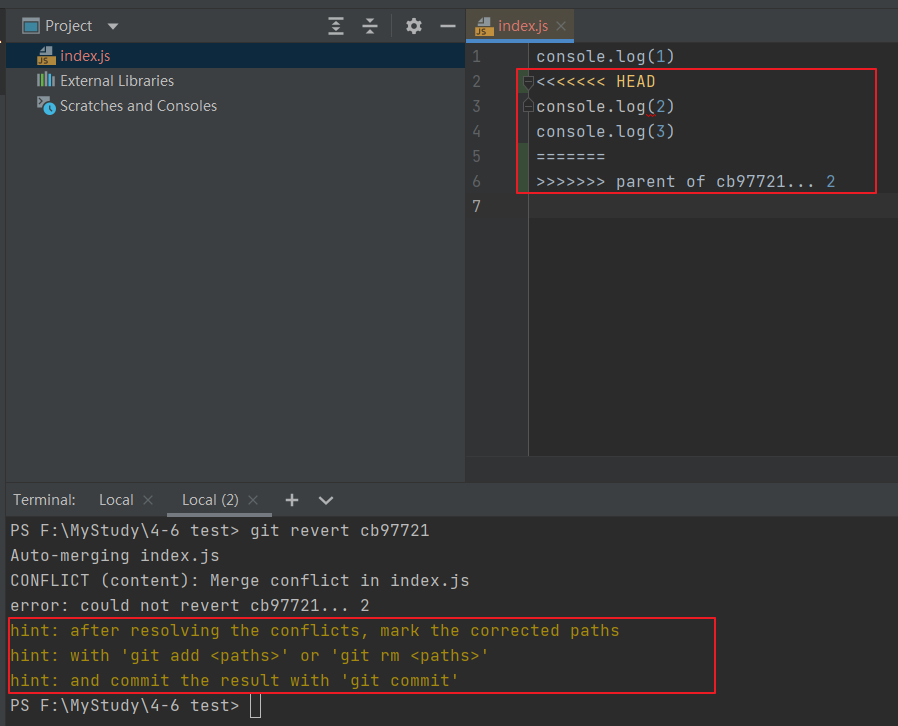 Project
index.js
index.js
External Libraries
Scratches and Consoles
1 console.log(1)
2 <<<<<<< HEAD
3 console.log(2)
4 console.log(3)
5 =======
6 >>>>>>> parent of cb97721... 2
7
Terminal: Local Local (2)
PS F:\MyStudy\4-6 test> git revert cb97721
Auto-merging index.js
CONFLICT (content): Merge conflict in index.js
error: could not revert cb97721... 2
hint: after resolving the conflicts, mark the corrected paths
hint: with 'git add <paths>' or 'git rm <paths>'
hint: and commit the result with 'git commit'
PS F:\MyStudy\4-6 test>